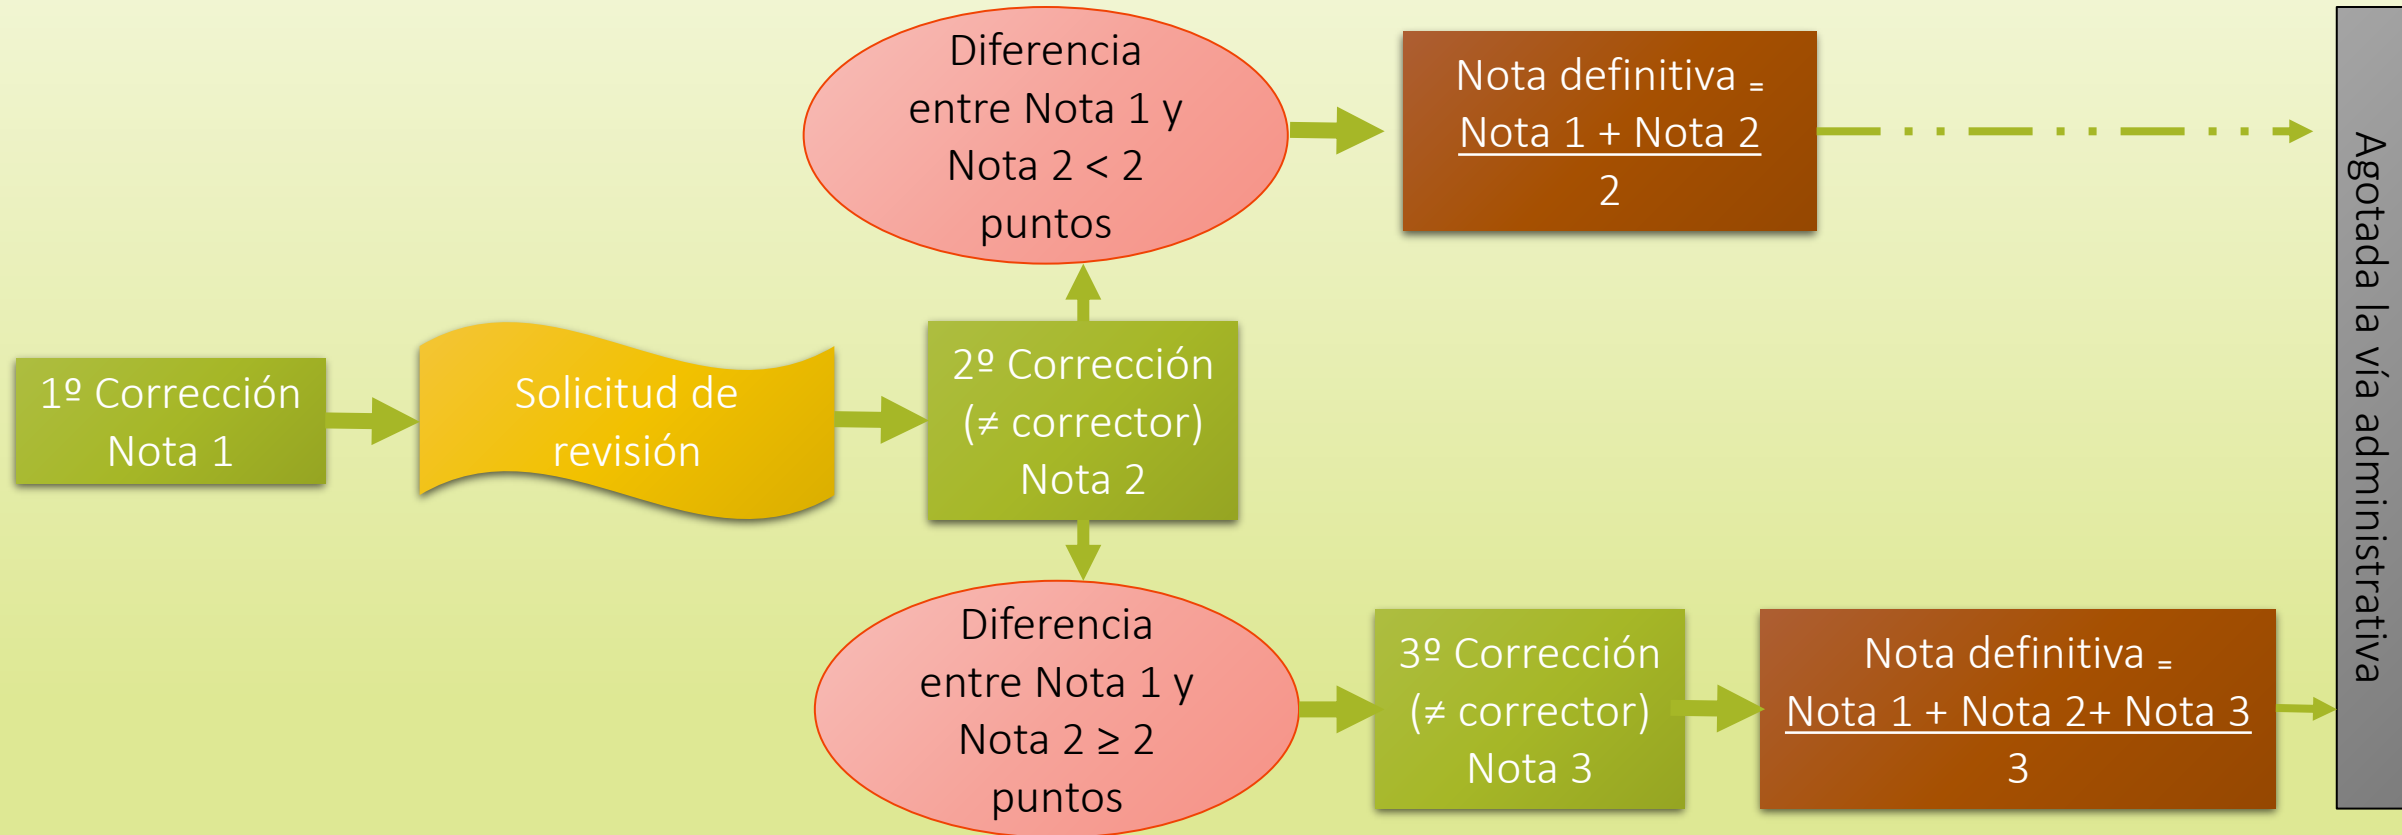 Diferencia
entre Nota 1 y
Nota 2 < 2
puntos
Nota definitiva =
Nota 1 + Nota 2
2
1º Corrección
Nota 1
Solicitud de
revisión
2º Corrección
(≠ corrector)
Nota 2
Diferencia
entre Nota 1 y
Nota 2 ≥ 2
puntos
3º Corrección
(≠ corrector)
Nota 3
Nota definitiva =
Nota 1 + Nota 2+ Nota 3
3
Agotada la vía administrativa